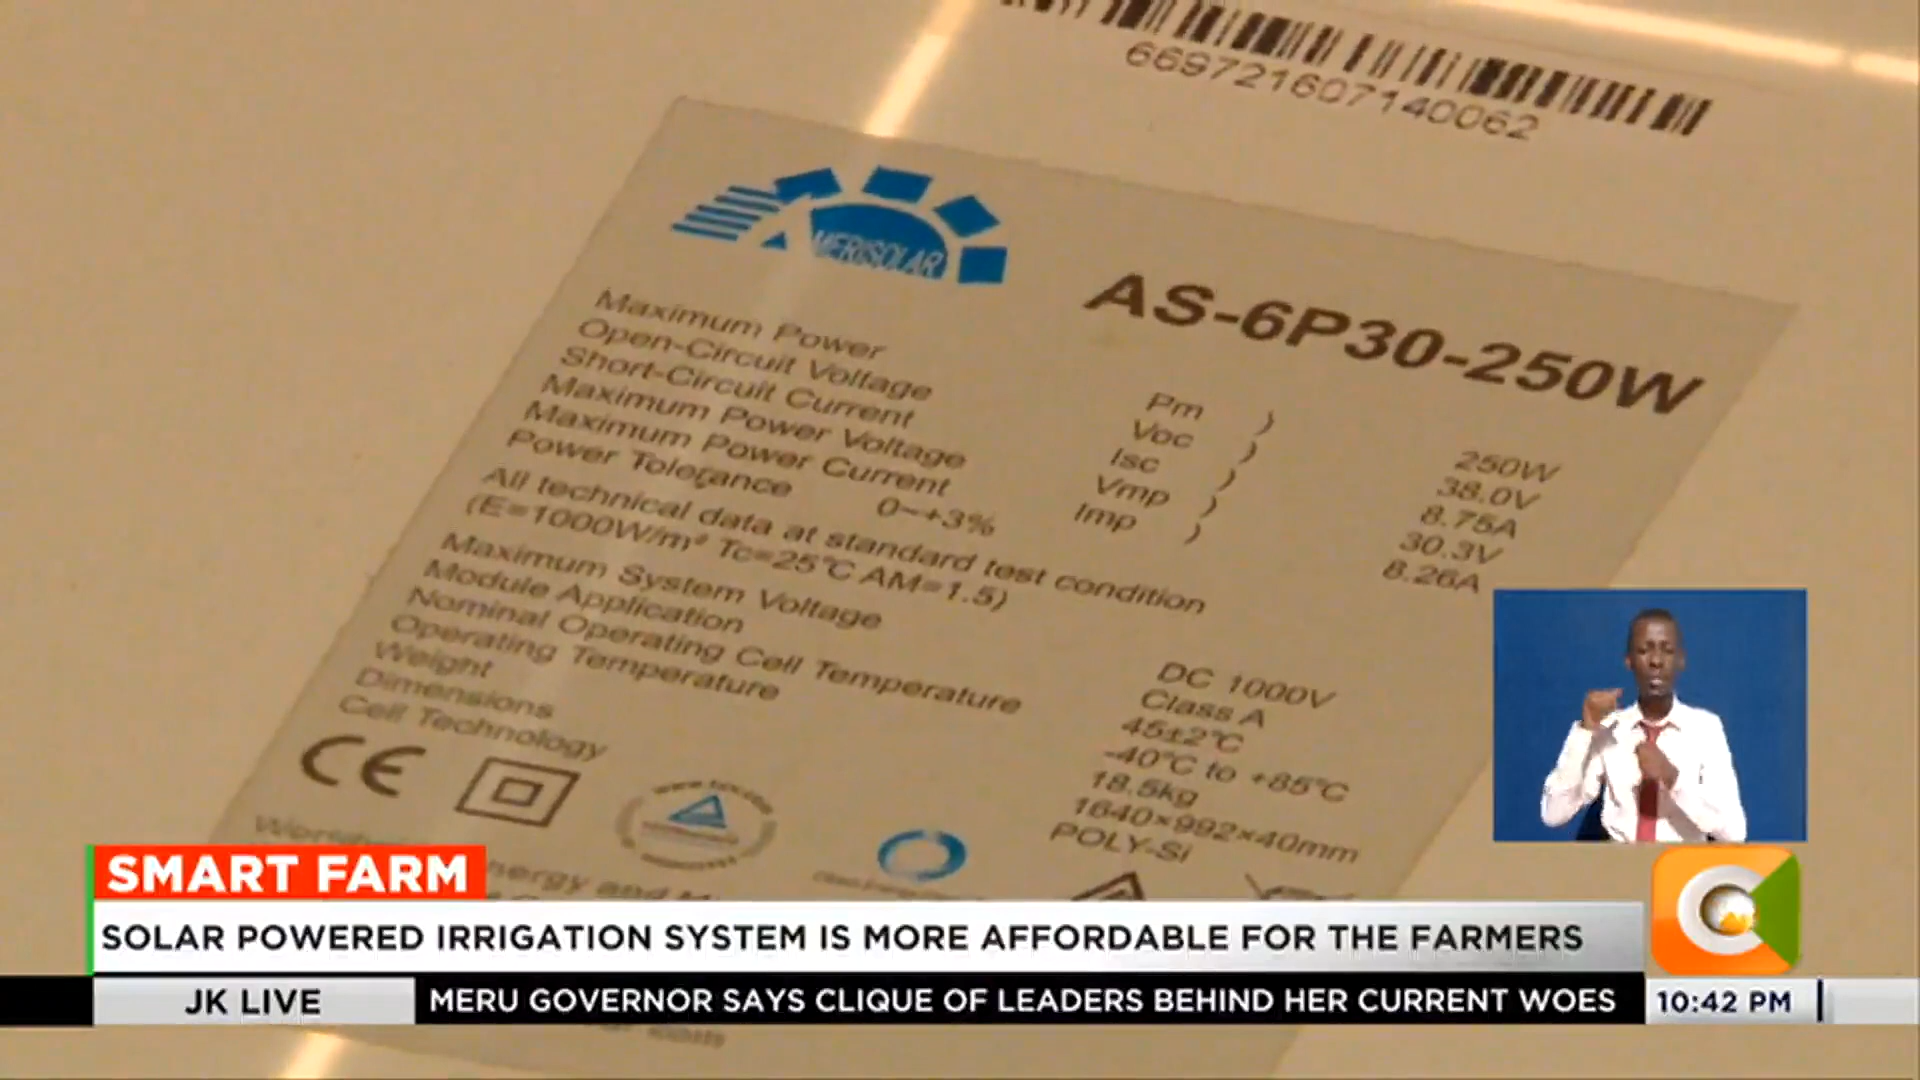 669721607140062
AMERISOLAR
AS-6P30-250W
Maximum Power Pm ) 250W
Open-Circuit Voltage Voc ) 38.0V
Short-Circuit Current Isc ) 8.75A
Maximum Power Voltage Vmp ) 30.3V
Maximum Power Current Imp ) 8.26A
Power Tolerance 0~+3%
All technical data at standard test condition
(E=1000W/m² Tc=25℃ AM=1.5)
Maximum System Voltage DC 1000V
Module Application Class A
Nominal Operating Cell Temperature 45±2℃
Operating Temperature -40℃ to +85℃
Weight 18.5kg
Dimensions 1640×992×40mm
Cell Technology POLY-Si
CE
SMART FARM
SOLAR POWERED IRRIGATION SYSTEM IS MORE AFFORDABLE FOR THE FARMERS
JK LIVE
MERU GOVERNOR SAYS CLIQUE OF LEADERS BEHIND HER CURRENT WOES
10:42 PM